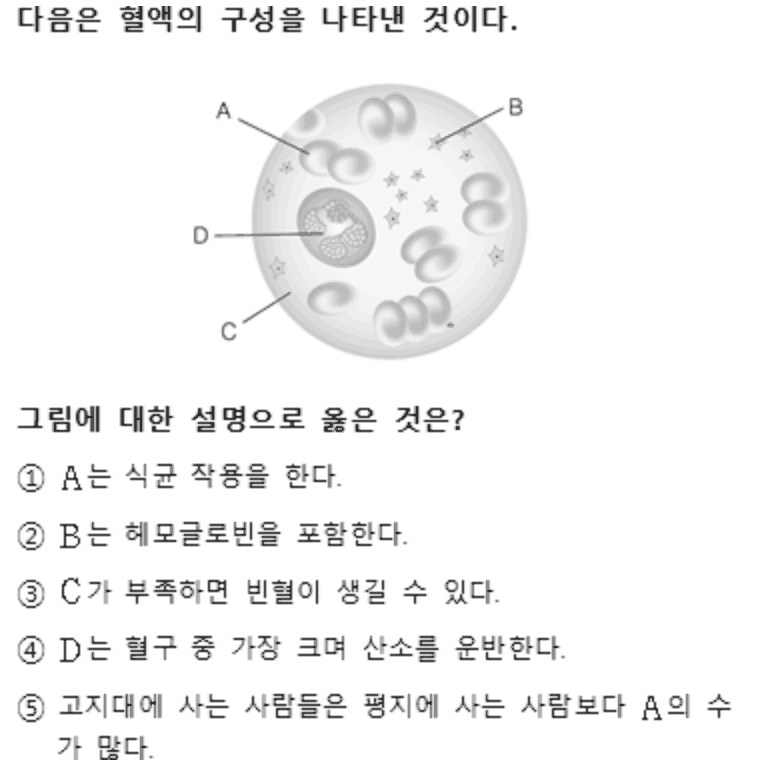 다음은 혈액의 구성을 나타낸 것이다.
A
B
D
C
그림에 대한 설명으로 옳은 것은?
① A는 식균 작용을 한다.
② B는 헤모글로빈을 포함한다.
③ C가 부족하면 빈혈이 생길 수 있다.
④ D는 혈구 중 가장 크며 산소를 운반한다.
⑤ 고지대에 사는 사람들은 평지에 사는 사람보다 A의 수
가 많다.